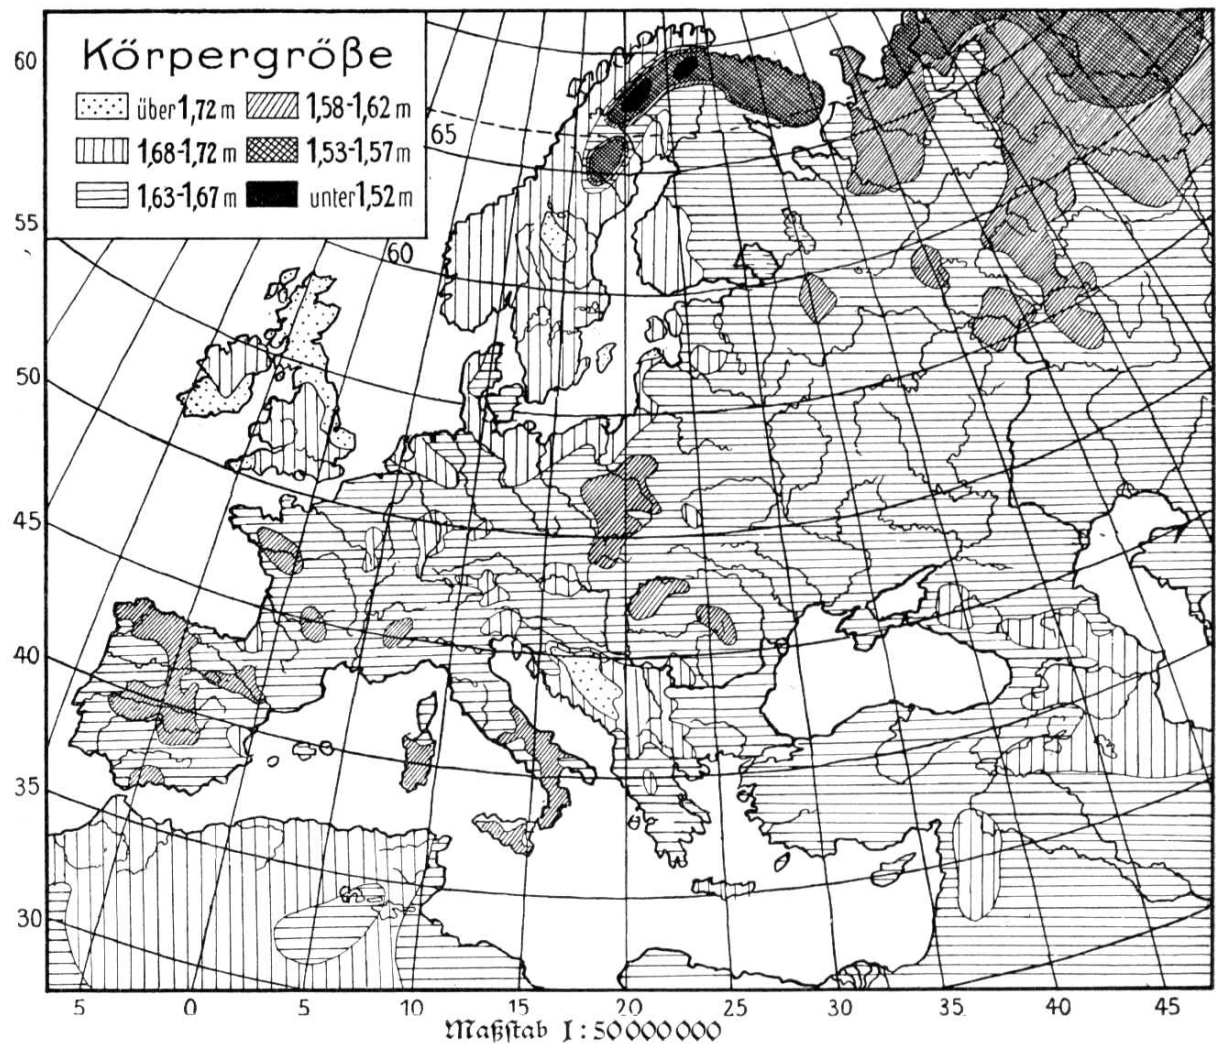 Körpergröße
über 1,72 m
1,58-1,62 m
1,68-1,72 m
1,53-1,57 m
1,63-1,67 m
unter 1,52 m
60
65
55
60
50
45
40
35
30
5 0 5 10 15 20 25 30 35 40 45
Maßstab 1:50000000